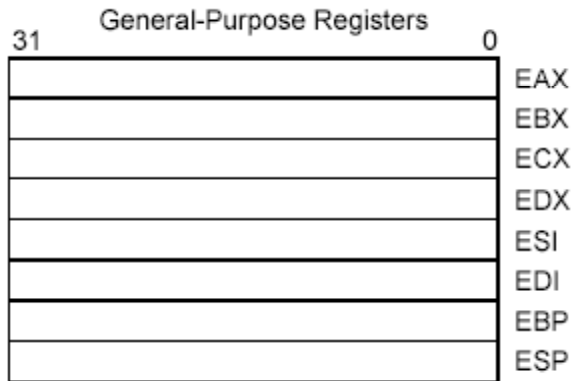 General-Purpose Registers
31 0
EAX
EBX
ECX
EDX
ESI
EDI
EBP
ESP